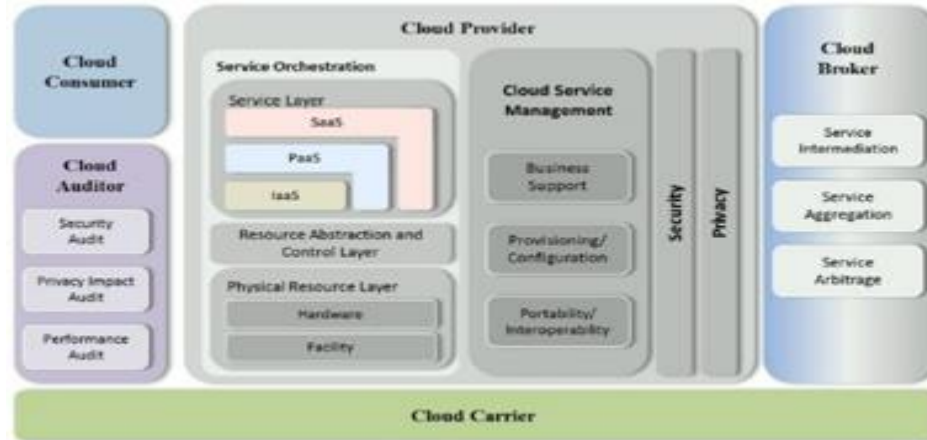 Cloud
Consumer
Cloud
Auditor
Security
Audit
Privacy Impact
Audit
Performance
Audit
Cloud Provider
Service Orchestration
Service Layer
SaaS
PaaS
IaaS
Resource Abstraction and
Control Layer
Physical Resource Layer
Hardware
Facility
Cloud Service
Management
Business
Support
Provisioning/
Configuration
Portability/
Interoperability
Security
Privacy
Cloud
Broker
Service
Intermediation
Service
Aggregation
Service
Arbitrage
Cloud Carrier